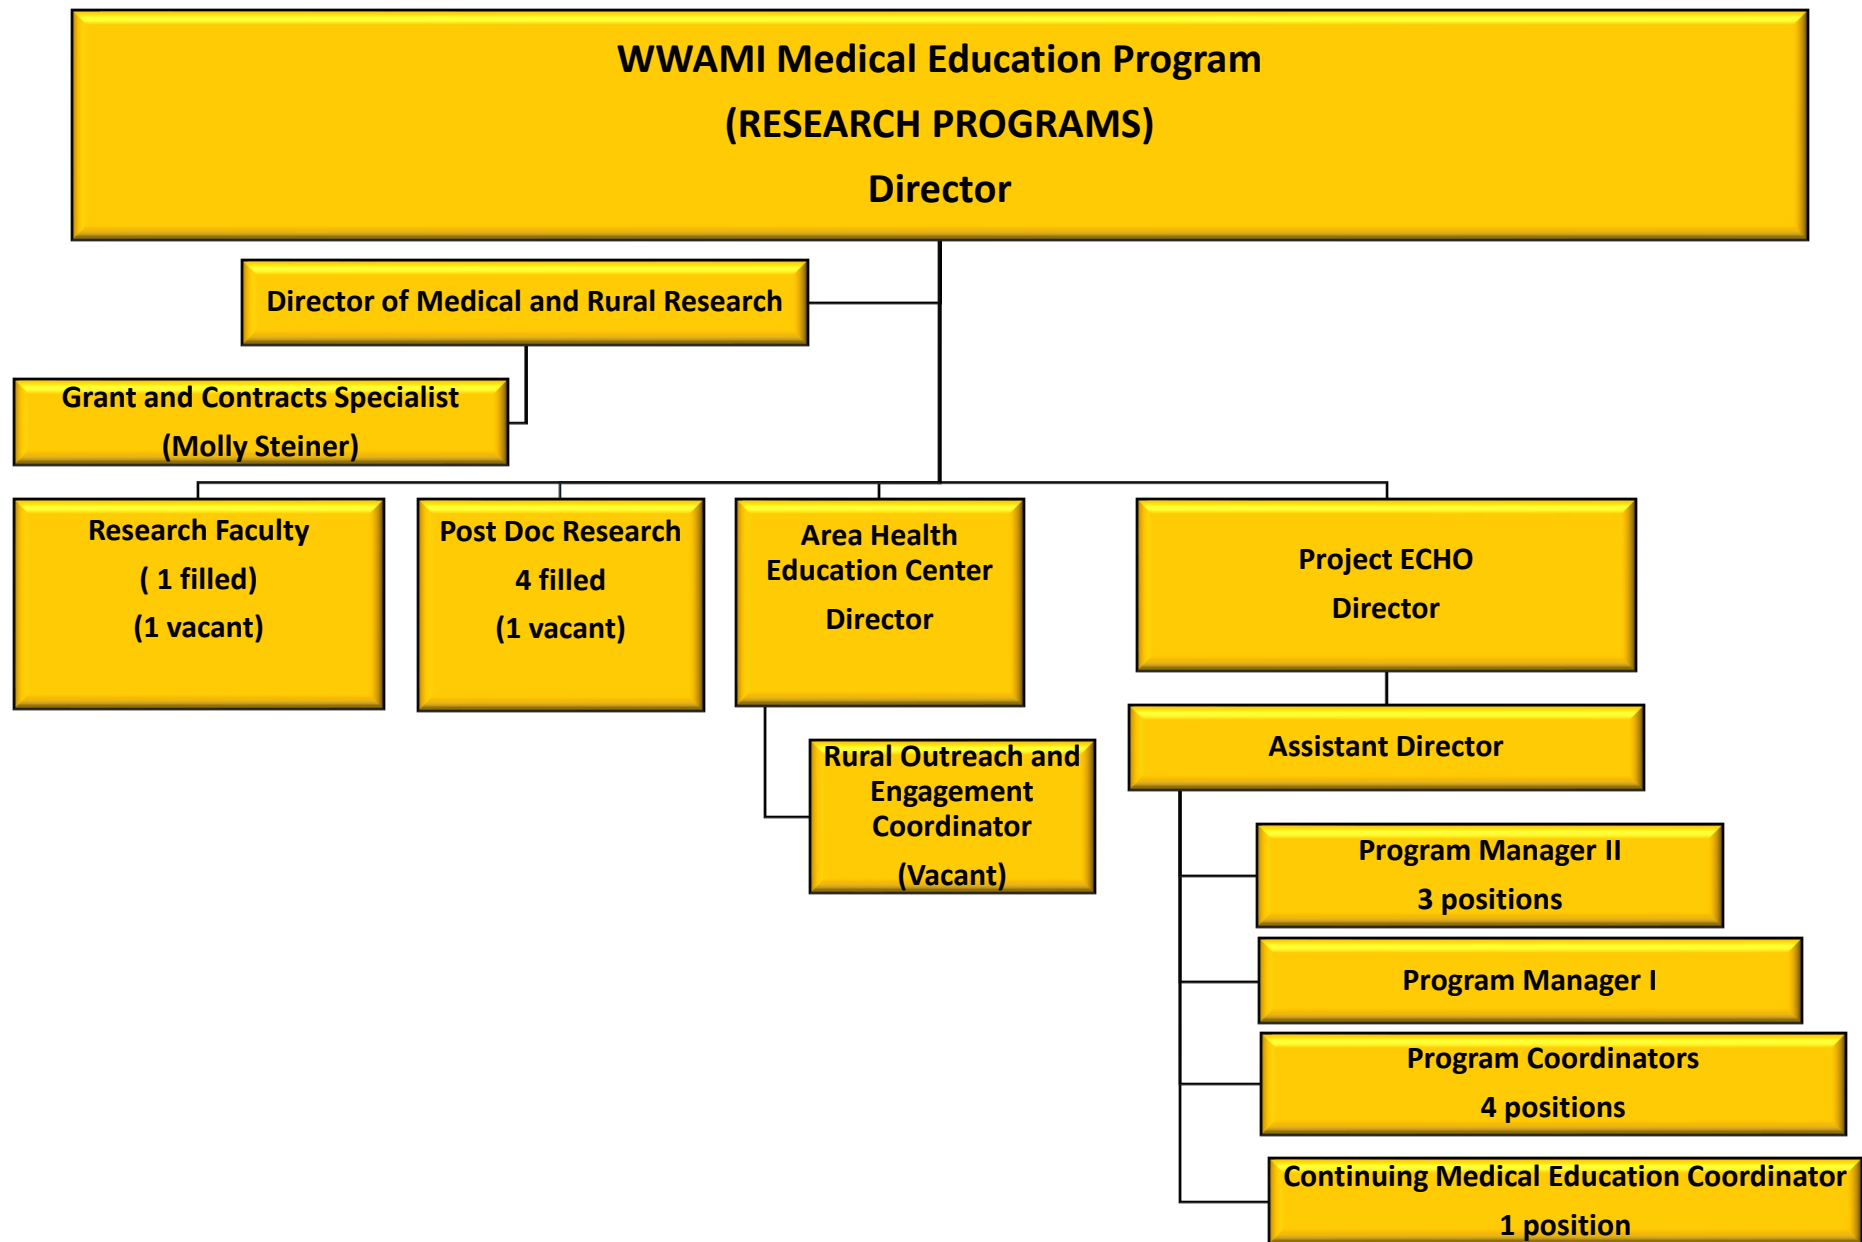 WWAMI Medical Education Program
(RESEARCH PROGRAMS)
Director
Director of Medical and Rural Research
Grant and Contracts Specialist
(Molly Steiner)
Research Faculty
( 1 filled)
(1 vacant)
Post Doc Research
4 filled
(1 vacant)
Area Health
Education Center
Director
Rural Outreach and
Engagement
Coordinator
(Vacant)
Project ECHO
Director
Assistant Director
Program Manager II
3 positions
Program Manager I
Program Coordinators
4 positions
Continuing Medical Education Coordinator
1 position